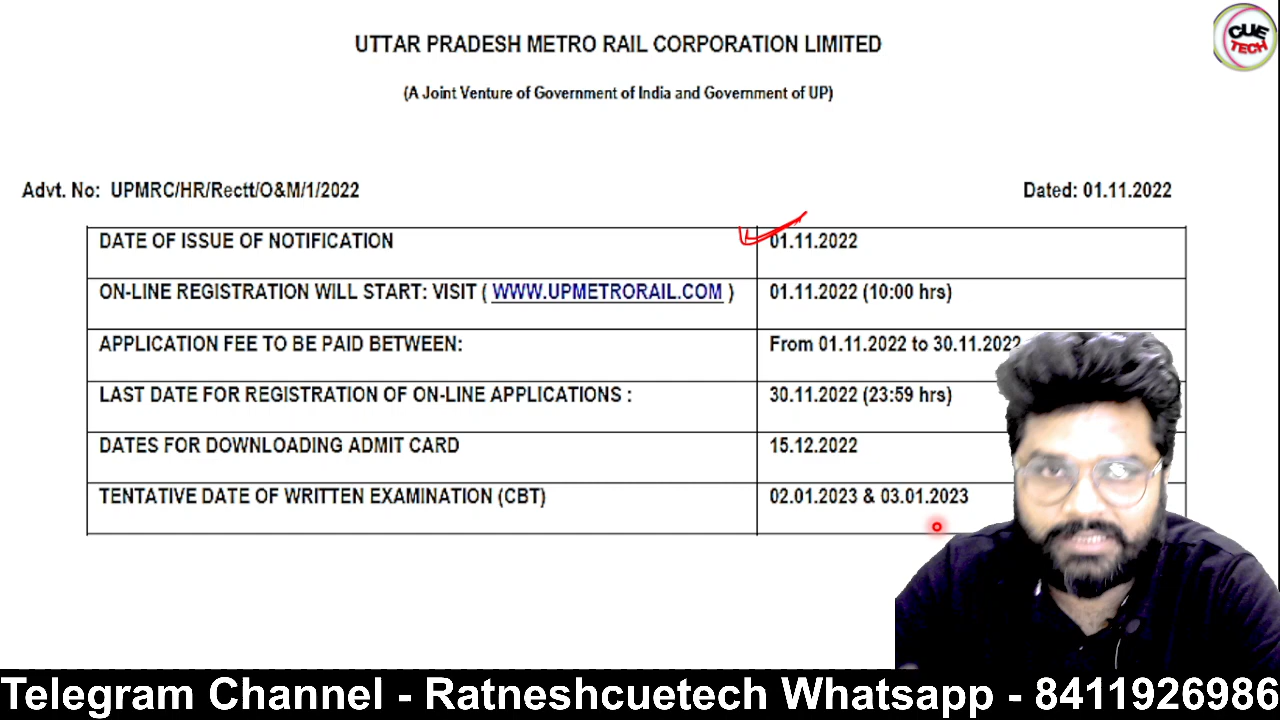 CUE
TECH
UTTAR PRADESH METRO RAIL CORPORATION LIMITED
(A Joint Venture of Government of India and Government of UP)
Advt. No: UPMRC/HR/Rectt/O&M/1/2022 Dated: 01.11.2022
DATE OF ISSUE OF NOTIFICATION 01.11.2022
ON-LINE REGISTRATION WILL START: VISIT ( WWW.UPMETRORAIL.COM ) 01.11.2022 (10:00 hrs)
APPLICATION FEE TO BE PAID BETWEEN: From 01.11.2022 to 30.11.2022
LAST DATE FOR REGISTRATION OF ON-LINE APPLICATIONS : 30.11.2022 (23:59 hrs)
DATES FOR DOWNLOADING ADMIT CARD 15.12.2022
TENTATIVE DATE OF WRITTEN EXAMINATION (CBT) 02.01.2023 & 03.01.2023
Telegram Channel - Ratneshcuetech Whatsapp - 8411926986